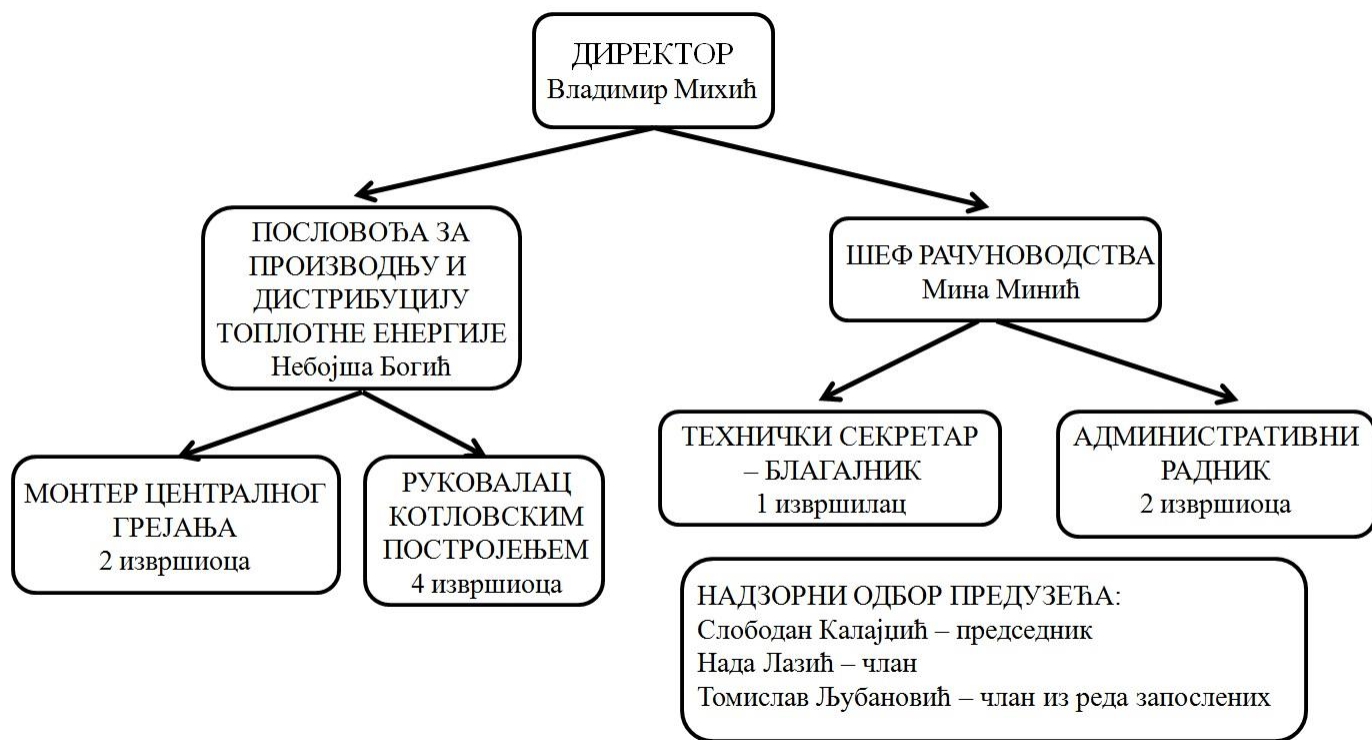 ДИРЕКТОР
Владимир Михић
ПОСЛОВОЂА ЗА
ПРОИЗВОДЊУ И
ДИСТРИБУЦИЈУ
ТОПЛОТНЕ ЕНЕРГИЈЕ
Небојша Богић
ШЕФ РАЧУНОВОДСТВА
Мина Минић
МОНТЕР ЦЕНТРАЛНОГ
ГРЕЈАЊА
2 извршиоца
РУКОВАЛАЦ
КОТЛОВСКИМ
ПОСТРОЈЕЊЕМ
4 извршиоца
ТЕХНИЧКИ СЕКРЕТАР
– БЛАГАЈНИК
1 извршилац
АДМИНИСТРАТИВНИ
РАДНИК
2 извршиоца
НАДЗОРНИ ОДБОР ПРЕДУЗЕЋА:
Слободан Калајџић – председник
Нада Лазић – члан
Томислав Љубановић – члан из реда запослених